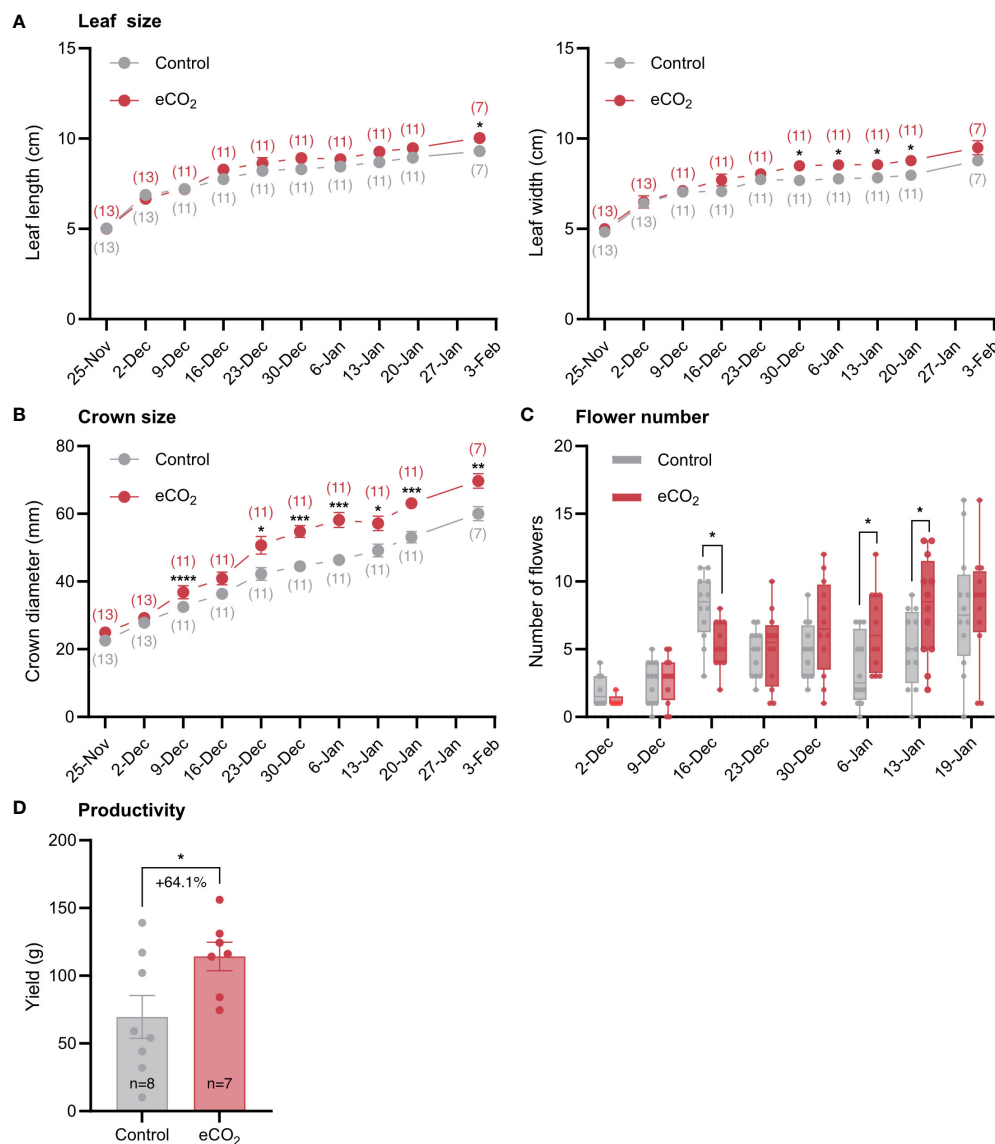 A Leaf size
15
10
5
0
Leaf length (cm)
Control
eCO₂
(13)
(13)
(11)
(11)
(11)
(11)
(11)
(11)
(11)
(7)
*
(13)
(13)
(11)
(11)
(11)
(11)
(11)
(11)
(11)
(7)
25-Nov
2-Dec
9-Dec
16-Dec
23-Dec
30-Dec
6-Jan
13-Jan
20-Jan
27-Jan
3-Feb
15
10
5
0
Leaf width (cm)
Control
eCO₂
(13)
(13)
(11)
(11)
(11)
(11)
*
(11)
*
(11)
*
(11)
*
(7)
(13)
(13)
(11)
(11)
(11)
(11)
(11)
(11)
(11)
(7)
25-Nov
2-Dec
9-Dec
16-Dec
23-Dec
30-Dec
6-Jan
13-Jan
20-Jan
27-Jan
3-Feb
B Crown size
80
60
40
20
0
Crown diameter (mm)
Control
eCO₂
(13)
(13)
(11)
****
(11)
(11)
*
(11)
***
(11)
***
(11)
*
(11)
***
(7)
**
(13)
(13)
(11)
(11)
(11)
(11)
(11)
(11)
(11)
(7)
25-Nov
2-Dec
9-Dec
16-Dec
23-Dec
30-Dec
6-Jan
13-Jan
20-Jan
27-Jan
3-Feb
C Flower number
20
15
10
5
0
Number of flowers
Control
eCO₂
*
*
*
2-Dec
9-Dec
16-Dec
23-Dec
30-Dec
6-Jan
13-Jan
19-Jan
D Productivity
200
150
100
50
0
Yield (g)
*
+64.1%
n=8
n=7
Control
eCO₂